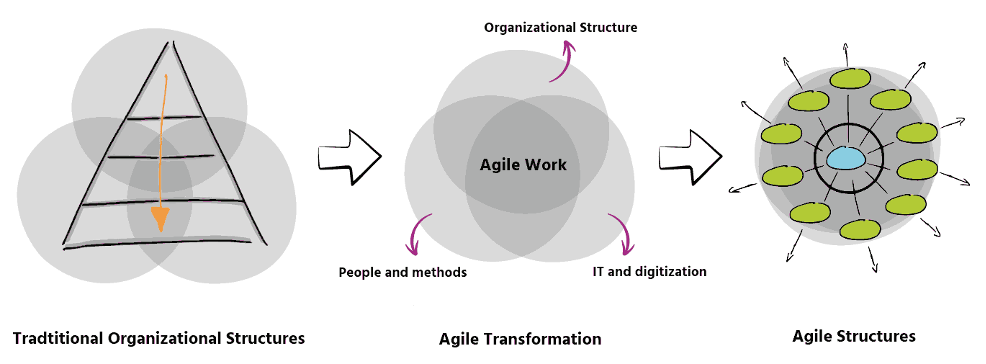 Organizational Structure
Agile Work
People and methods
IT and digitization
Tradtitional Organizational Structures
Agile Transformation
Agile Structures